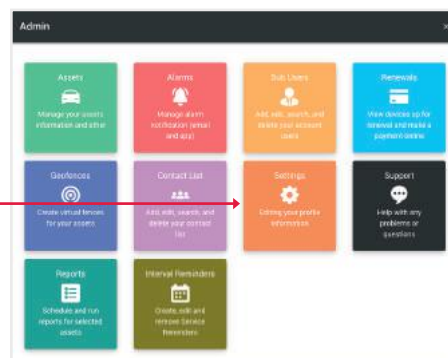 Admin
×
Assets
Manage your assets
information and other
Alarms
Manage alarm
notification (email
and app)
Sub Users
Add, edit, search, and
delete your account
users
Renewals
View devices up for
renewal and make a
payment online
Geofences
Create virtual fences
for your assets
Contact List
Add, edit, search, and
delete your contact
list
Settings
Editing your profile
information
Support
Help with any
problems or
questions
Reports
Schedule and run
reports for selected
assets
Interval Reminders
Create, edit and
remove Service
Reminders